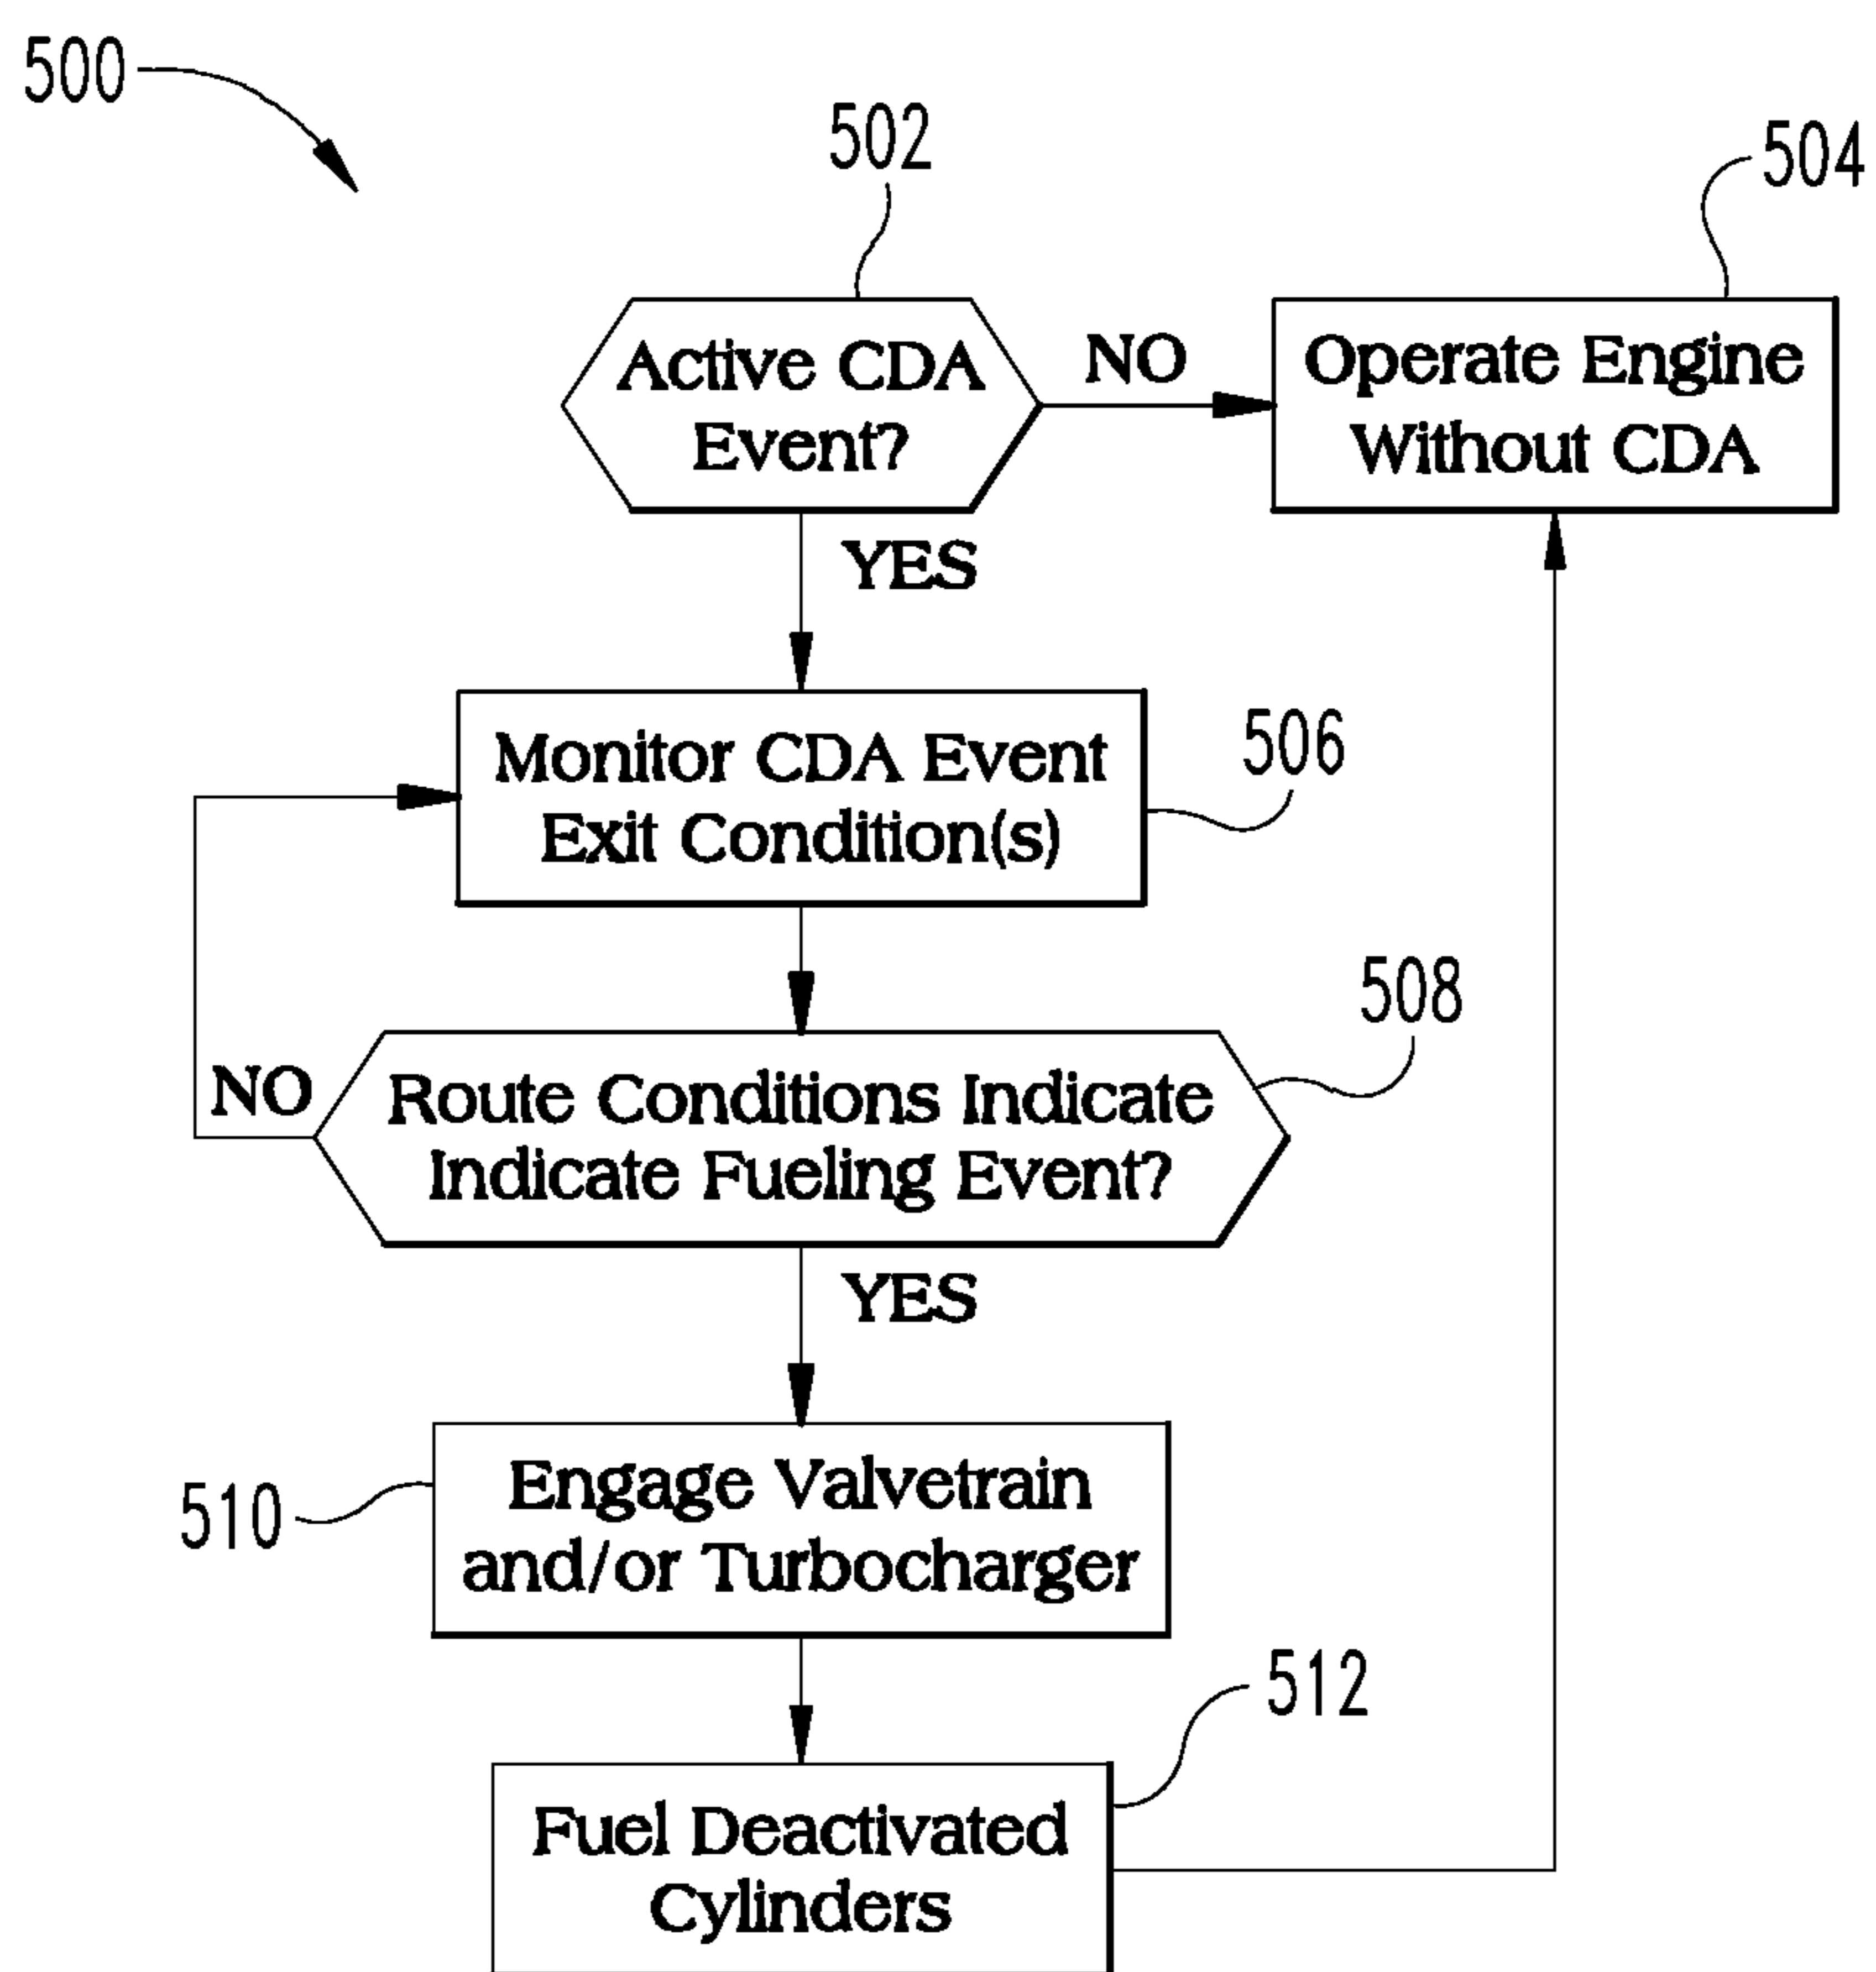 500
502
504
Active CDA
Event?
NO
Operate Engine
Without CDA
YES
Monitor CDA Event
Exit Condition(s)
506
508
NO
Route Conditions Indicate
Indicate Fueling Event?
YES
510
Engage Valvetrain
and/or Turbocharger
512
Fuel Deactivated
Cylinders